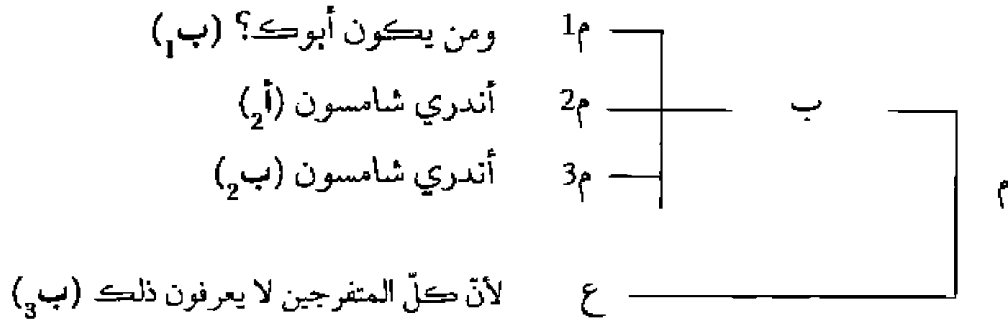 ومن يكون أبوك؟ (ب1) م1
أندري شامسون (أ2) م2 ب
أندري شامسون (ب2) م3
م
لأنّ كلّ المتفرجين لا يعرفون ذلك (ب3) ع